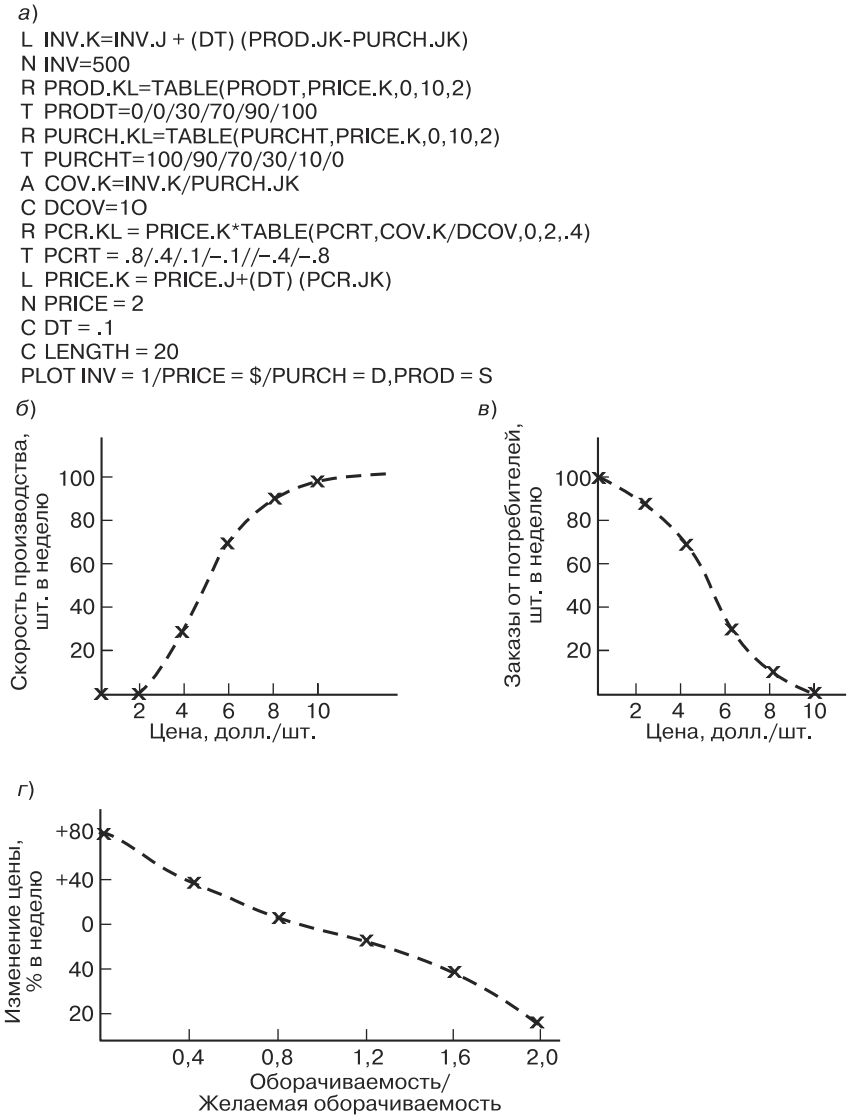 а)
L INV.K=INV.J + (DT) (PROD.JK-PURCH.JK)
N INV=500
R PROD.KL=TABLE(PRODT,PRICE.K,0,10,2)
T PRODT=0/0/30/70/90/100
R PURCH.KL=TABLE(PURCHT,PRICE.K,0,10,2)
T PURCHT=100/90/70/30/10/0
A COV.K=INV.K/PURCH.JK
C DCOV=1O
R PCR.KL = PRICE.K*TABLE(PCRT,COV.K/DCOV,0,2,.4)
T PCRT = .8/.4/.1/–.1//–.4/–.8
L PRICE.K = PRICE.J+(DT) (PCR.JK)
N PRICE = 2
C DT = .1
C LENGTH = 20
PLOT INV = 1/PRICE = $/PURCH = D,PROD = S
б)
Скорость производства,
шт. в неделю
100
80
60
40
20
2 4 6 8 10
Цена, долл./шт.
в)
Заказы от потребителей,
шт. в неделю
100
80
60
40
20
2 4 6 8 10
Цена, долл./шт.
г)
Изменение цены,
% в неделю
+80
+40
0
40
20
0,4 0,8 1,2 1,6 2,0
Оборачиваемость/
Желаемая оборачиваемость